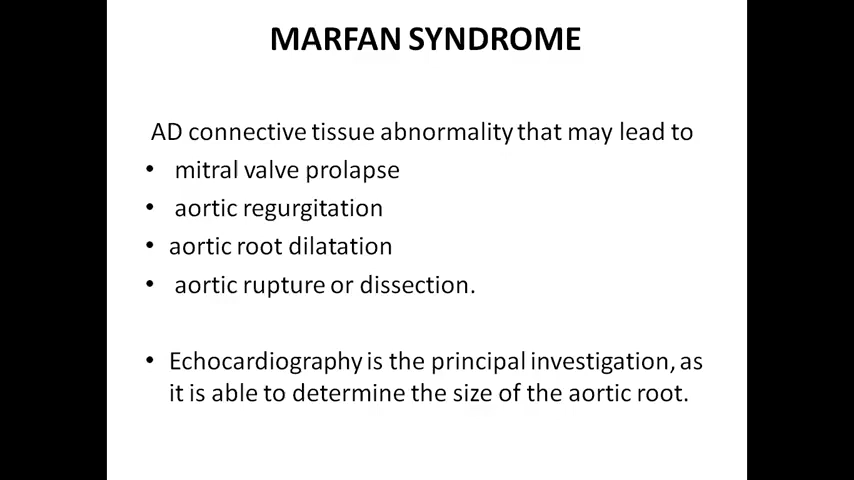 MARFAN SYNDROME
AD connective tissue abnormality that may lead to
• mitral valve prolapse
• aortic regurgitation
• aortic root dilatation
• aortic rupture or dissection.
• Echocardiography is the principal investigation, as
it is able to determine the size of the aortic root.